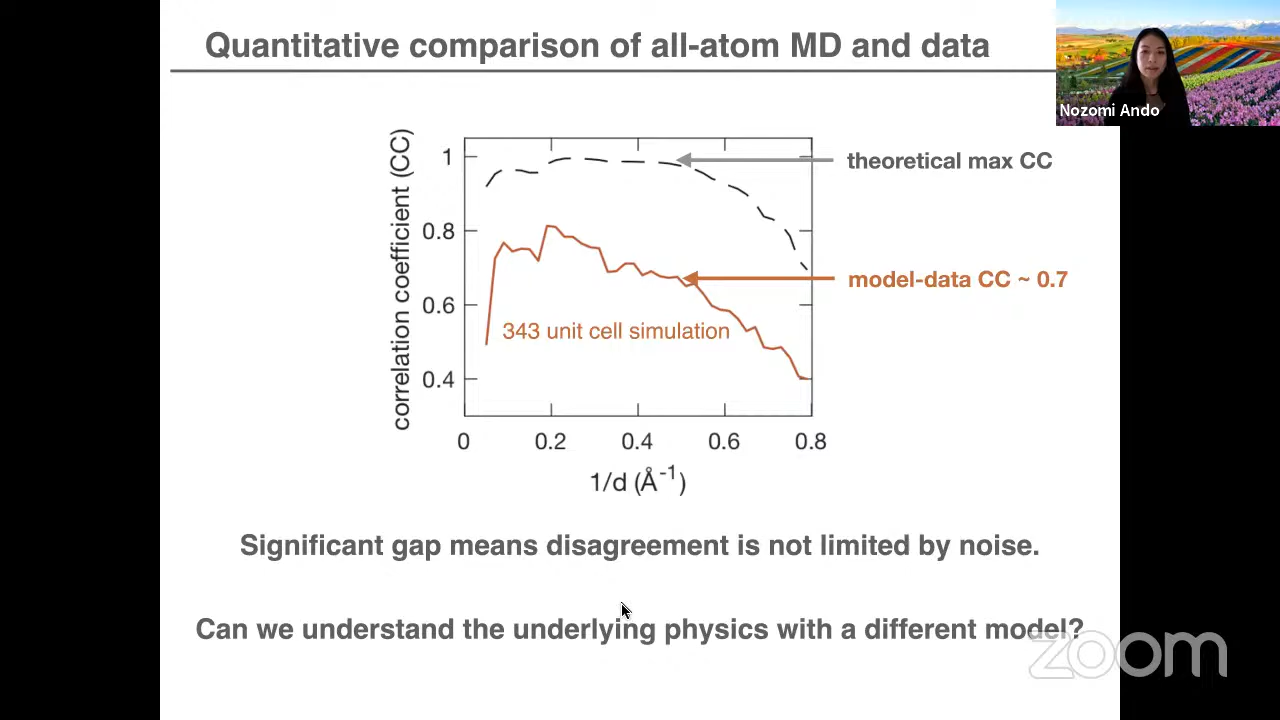 Quantitative comparison of all-atom MD and data
Nozomi Ando
correlation coefficient (CC)
1
0.8
0.6
0.4
theoretical max CC
model-data CC ~ 0.7
343 unit cell simulation
0 0.2 0.4 0.6 0.8
1/d (Å⁻¹)
Significant gap means disagreement is not limited by noise.
Can we understand the underlying physics with a different model?
zoom